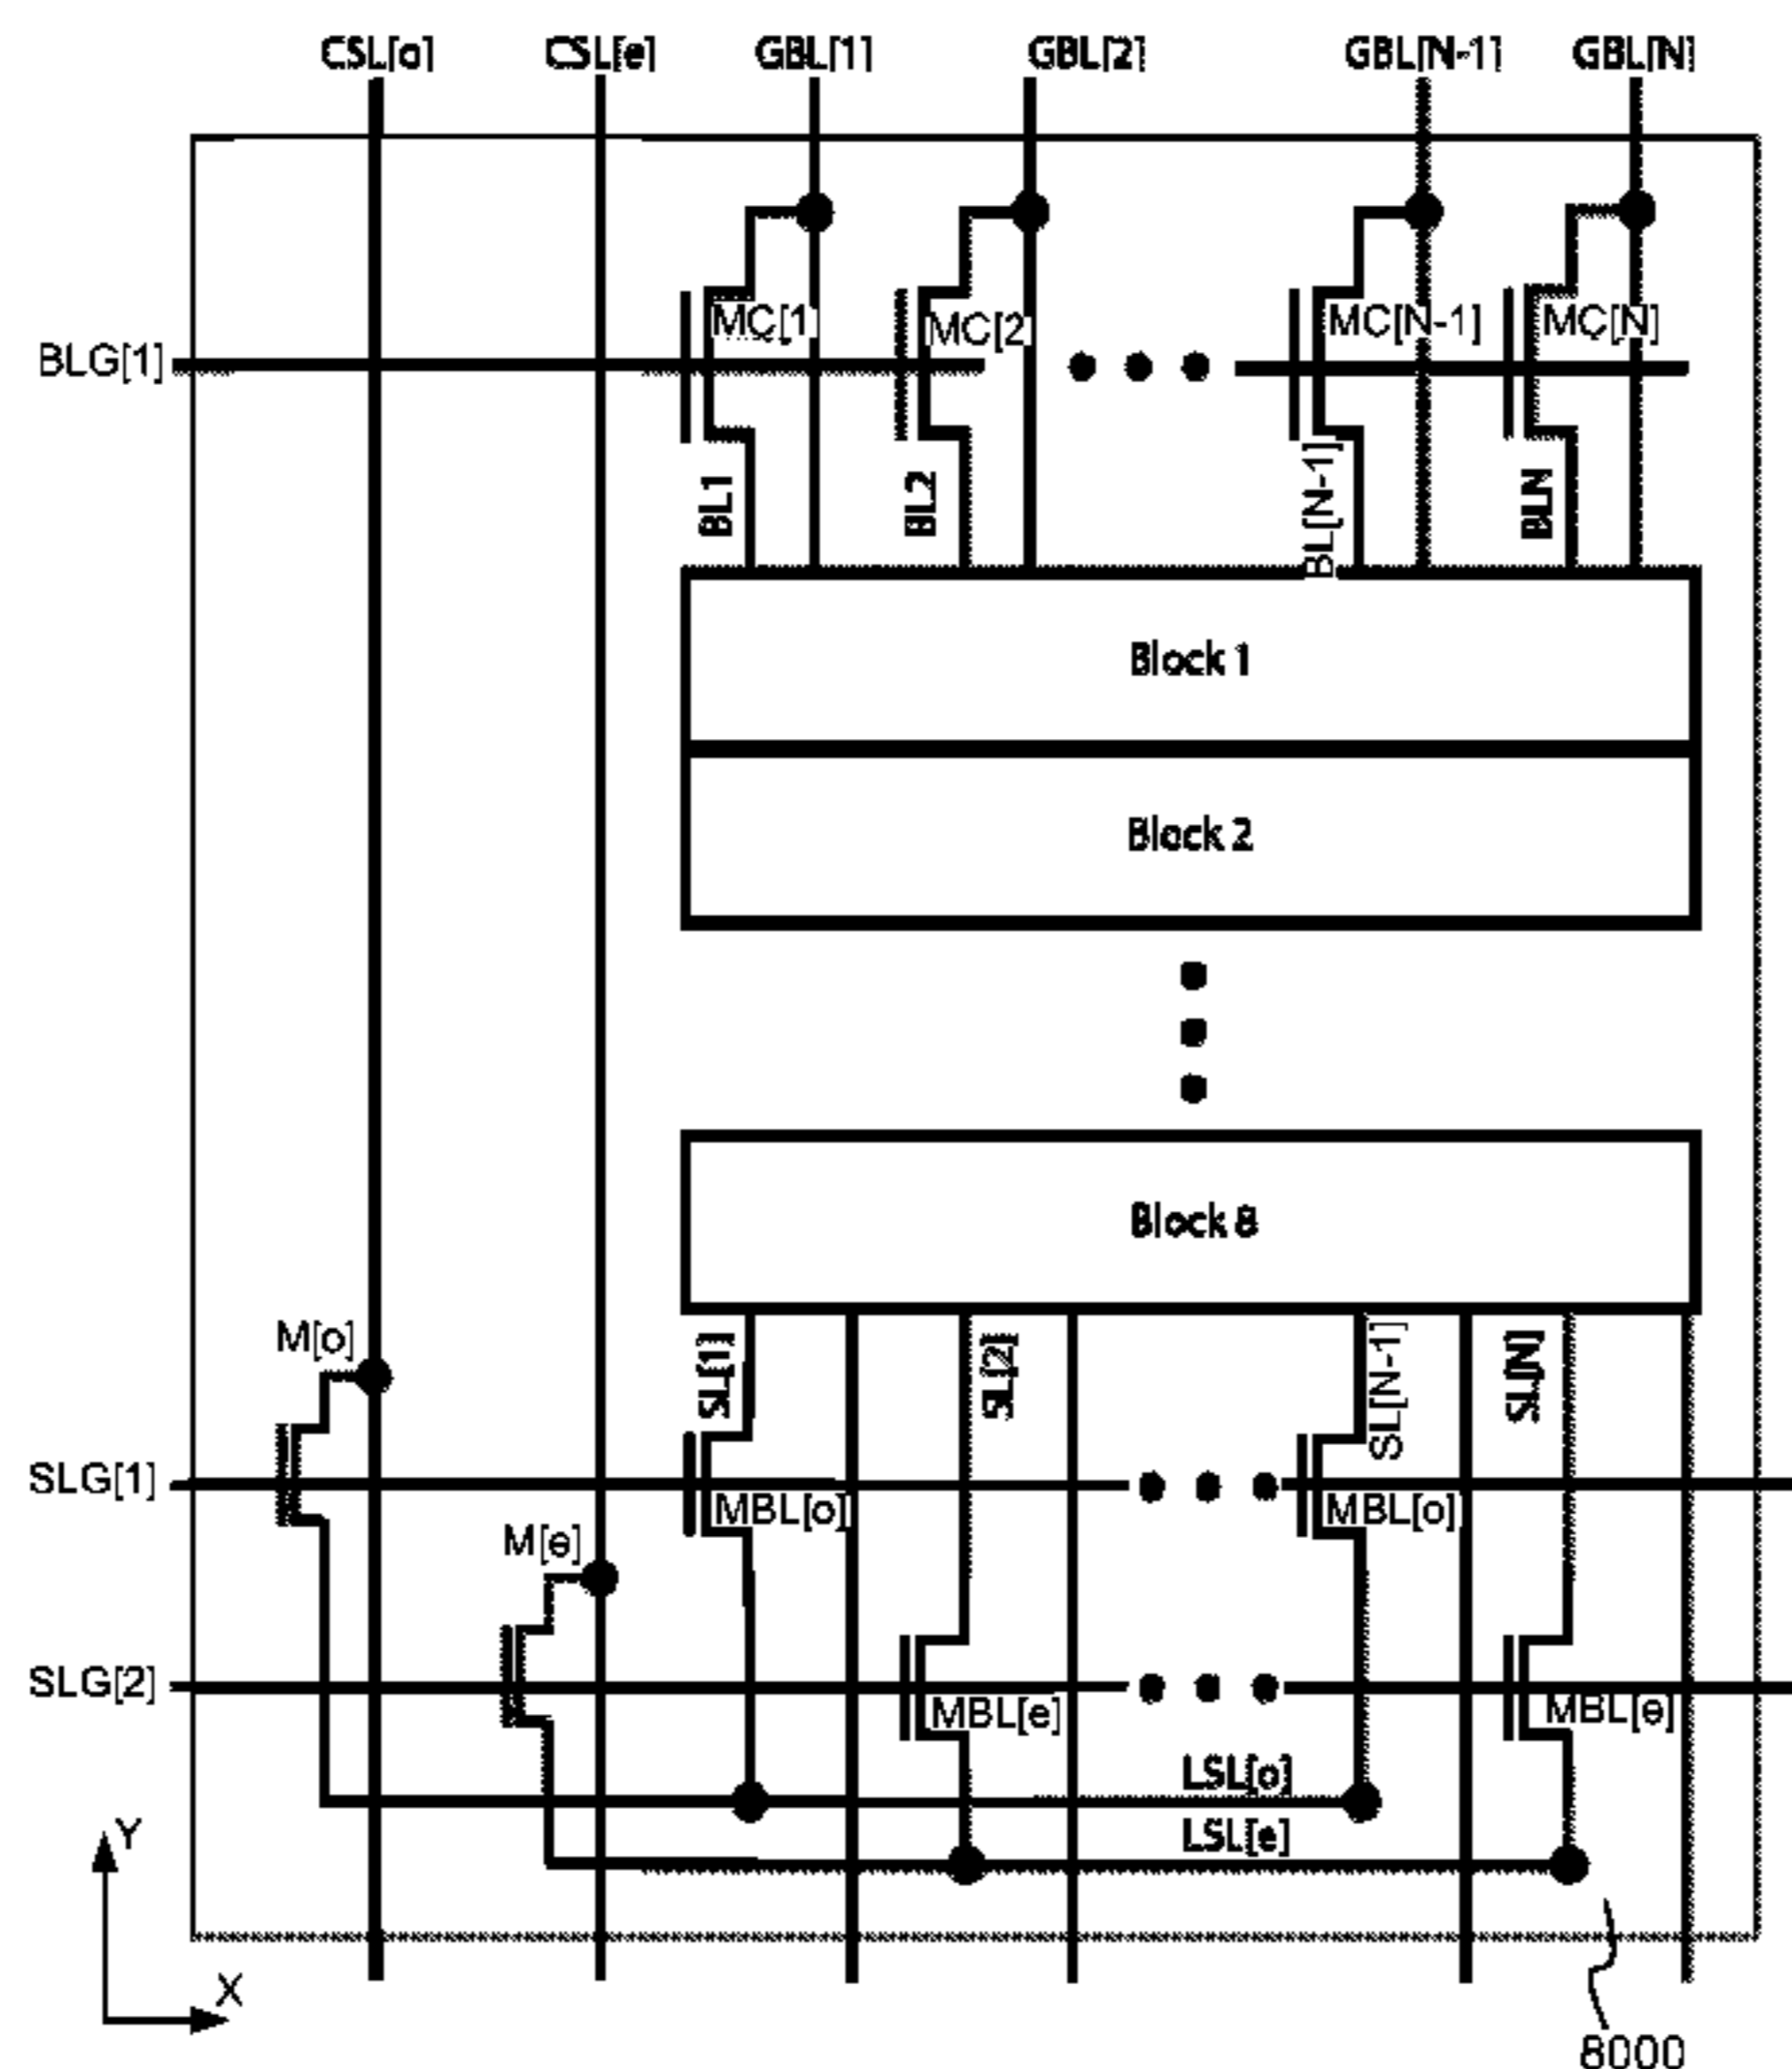 CSL[o] CSL[e] GBL[1] GBL[2] GBL[N-1] GBL[N]
MC[1] MC[2] MC[N-1] MC[N]
BLG[1]
BL1 BL2 BL[N-1] BLN
Block 1
Block 2
Block 8
M[o] SL[1] SL[2] SL[N-1] SL[N]
SLG[1] MBL[o] MBL[o]
M[e]
SLG[2] MBL[e] MBL[e]
LSL[o]
LSL[e]
Y
X
8000